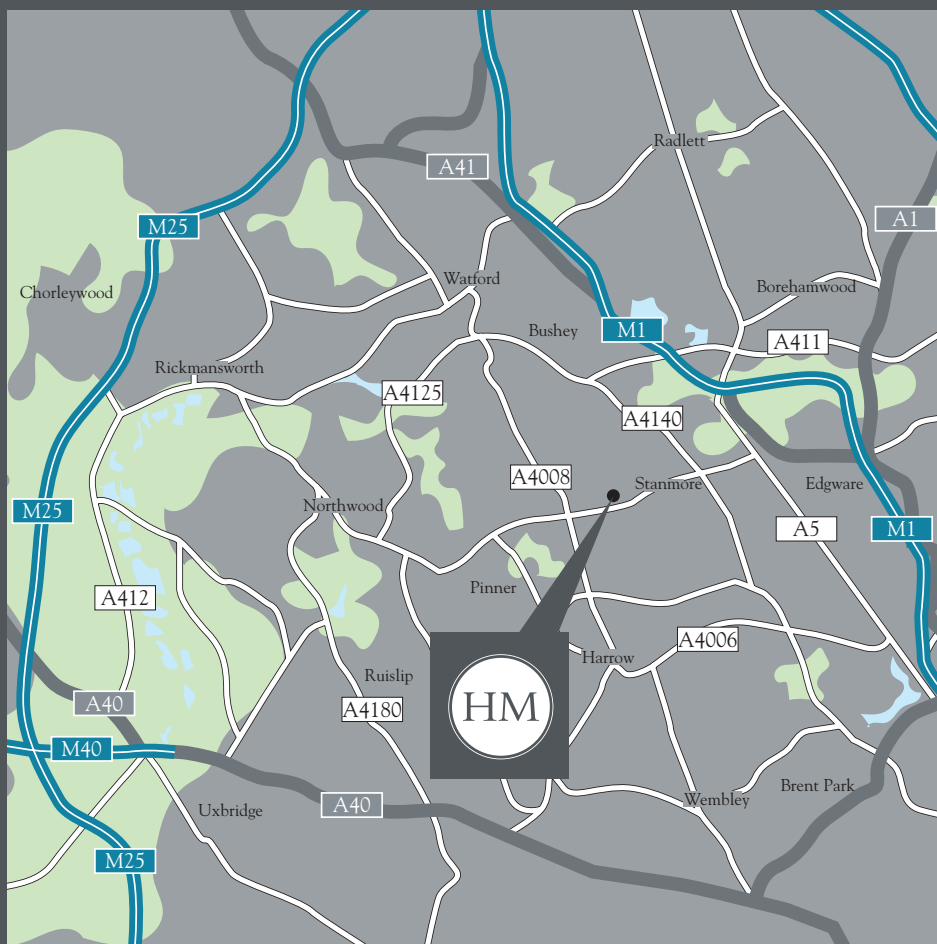 Radlett
A41
A1
M25
Watford
Borehamwood
Chorleywood
Bushey
M1
A411
Rickmansworth
A4125
A4140
A4008
Stanmore
Edgware
Northwood
M25
A5
M1
Pinner
A412
A4006
Harrow
Ruislip
A40
A4180
HM
M40
Brent Park
Wembley
A40
Uxbridge
M25